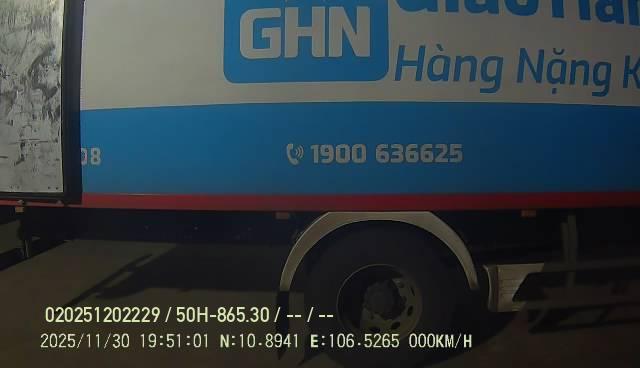 GHN
Hàng Nặng
08
1900 636625
020251202229 / 50H-865.30 / -- / --
2025/11/30 19:51:01 N:10.8941 E:106.5265 000KM/H